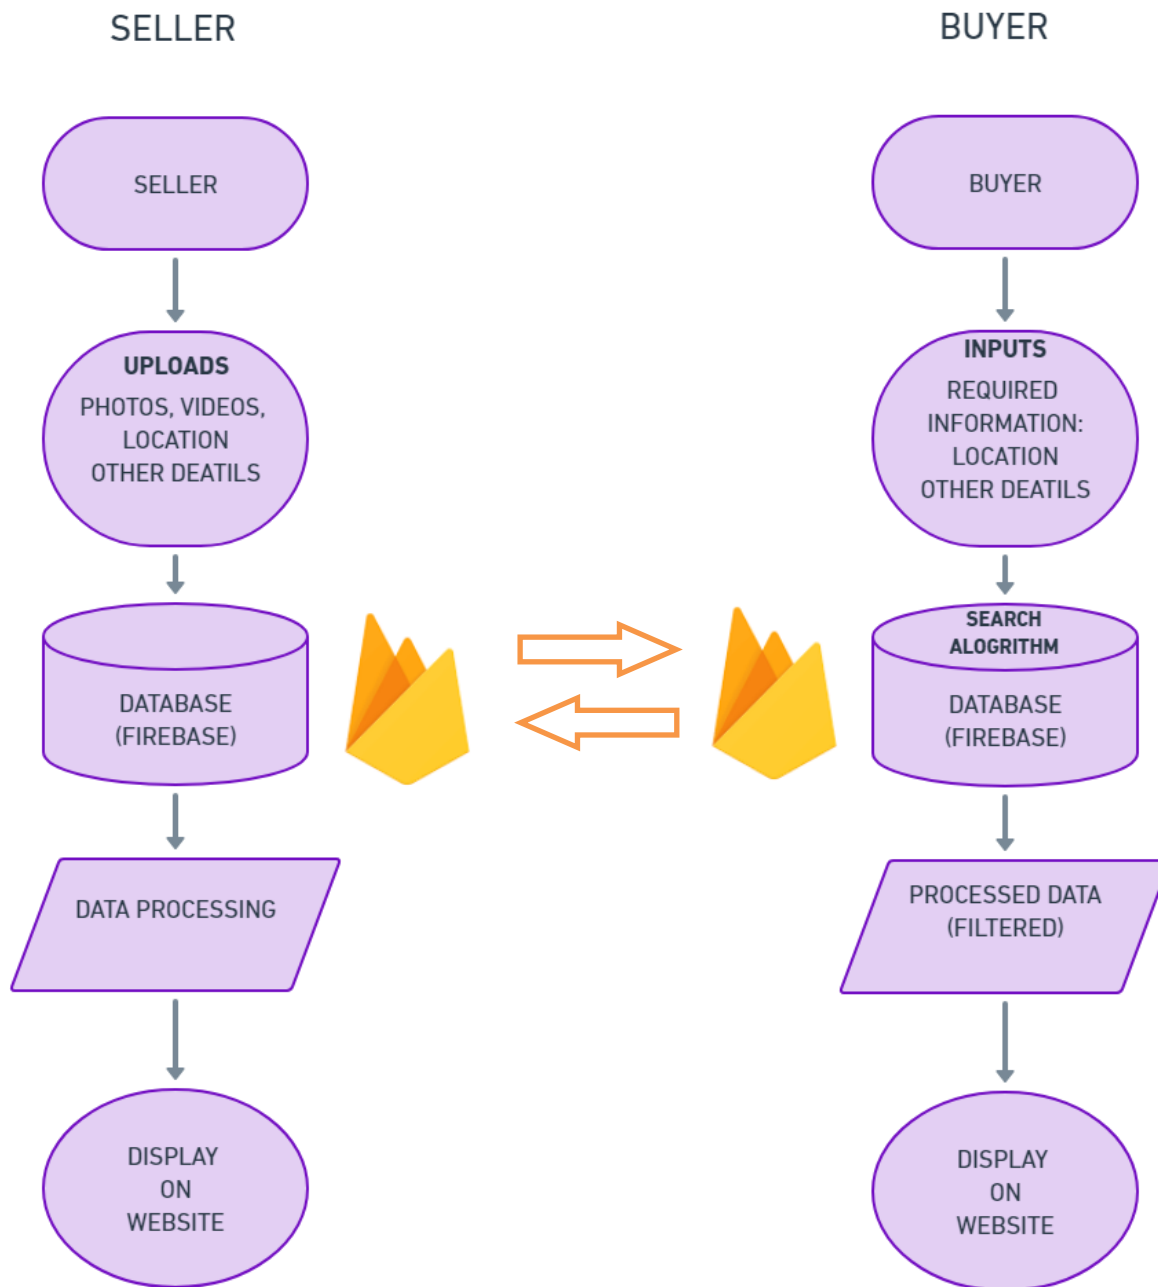 SELLER
SELLER
UPLOADS
PHOTOS, VIDEOS,
LOCATION
OTHER DEATILS
DATABASE
(FIREBASE)
DATA PROCESSING
DISPLAY
ON
WEBSITE
BUYER
BUYER
INPUTS
REQUIRED
INFORMATION:
LOCATION
OTHER DEATILS
SEARCH
ALOGRITHM
DATABASE
(FIREBASE)
PROCESSED DATA
(FILTERED)
DISPLAY
ON
WEBSITE